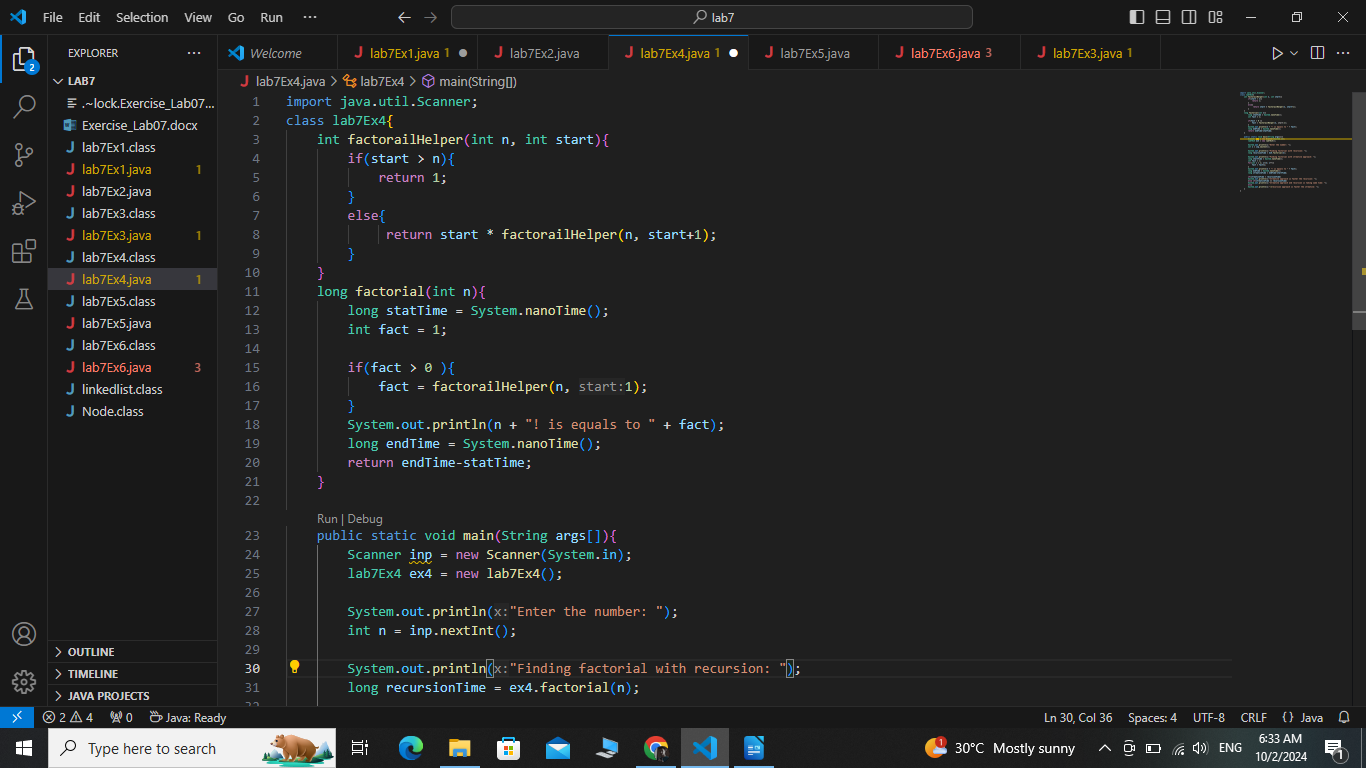 File Edit Selection View Go Run ··· lab7
EXPLORER ···
LAB7
.~lock.Exercise_Lab07...
Exercise_Lab07.docx
lab7Ex1.class
lab7Ex1.java 1
lab7Ex2.java
lab7Ex3.class
lab7Ex3.java 1
lab7Ex4.class
lab7Ex4.java 1
lab7Ex5.class
lab7Ex5.java
lab7Ex6.class
lab7Ex6.java 3
linkedlist.class
Node.class
OUTLINE
TIMELINE
JAVA PROJECTS
2
Welcome lab7Ex1.java 1 lab7Ex2.java lab7Ex4.java 1 lab7Ex5.java lab7Ex6.java 3 lab7Ex3.java 1 ···
lab7Ex4.java > lab7Ex4 > main(String[])
1 import java.util.Scanner;
2 class lab7Ex4{
3 int factorailHelper(int n, int start){
4 if(start > n){
5 return 1;
6 }
7 else{
8 return start * factorailHelper(n, start+1);
9 }
10 }
11 long factorial(int n){
12 long statTime = System.nanoTime();
13 int fact = 1;
14
15 if(fact > 0 ){
16 fact = factorailHelper(n, start:1);
17 }
18 System.out.println(n + "! is equals to " + fact);
19 long endTime = System.nanoTime();
20 return endTime-statTime;
21 }
22
Run | Debug
23 public static void main(String args[]){
24 Scanner inp = new Scanner(System.in);
25 lab7Ex4 ex4 = new lab7Ex4();
26
27 System.out.println(x:"Enter the number: ");
28 int n = inp.nextInt();
29
30 System.out.println(x:"Finding factorial with recursion: ");
31 long recursionTime = ex4.factorial(n);
2 4 0 Java: Ready Ln 30, Col 36 Spaces: 4 UTF-8 CRLF {} Java
Type here to search 1 30°C Mostly sunny ENG 6:33 AM
10/2/2024 1